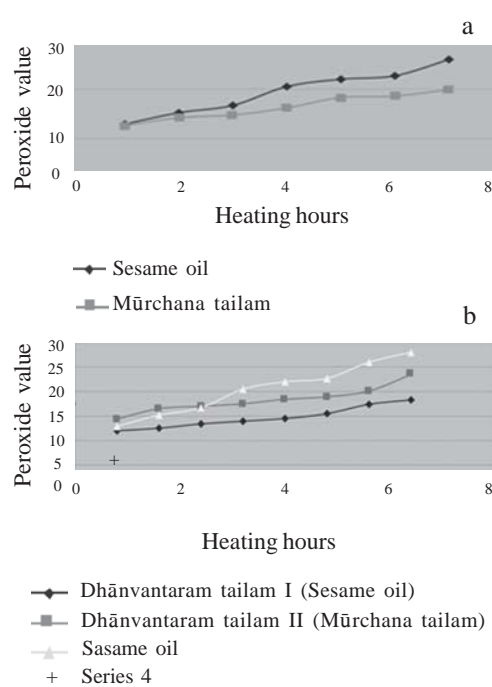 a
Peroxide value
30
20
10
0
0 2 4 6 8
Heating hours
Sesame oil
Mūrchana tailam
b
Peroxide value
30
25
20
15
10
5
0
0 2 4 6 8
Heating hours
Dhānvantaram tailam I (Sesame oil)
Dhānvantaram tailam II (Mūrchana tailam)
Sasame oil
+ Series 4